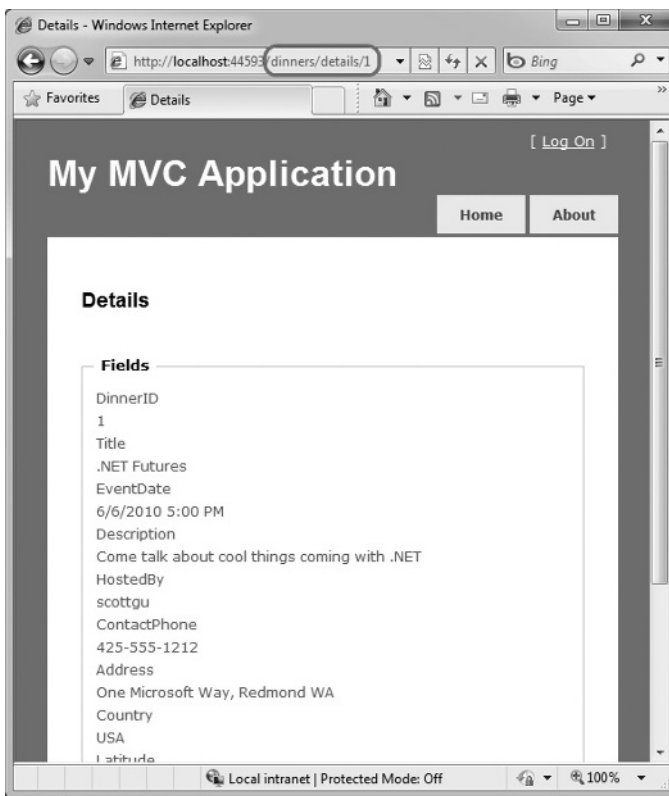 Details - Windows Internet Explorer
http://localhost:44593/dinners/details/1
Bing
Favorites
Details
Page
»
[ Log On ]
My MVC Application
Home
About
Details
Fields
DinnerID
1
Title
.NET Futures
EventDate
6/6/2010 5:00 PM
Description
Come talk about cool things coming with .NET
HostedBy
scottgu
ContactPhone
425-555-1212
Address
One Microsoft Way, Redmond WA
Country
USA
Latitude
Local intranet | Protected Mode: Off
100%